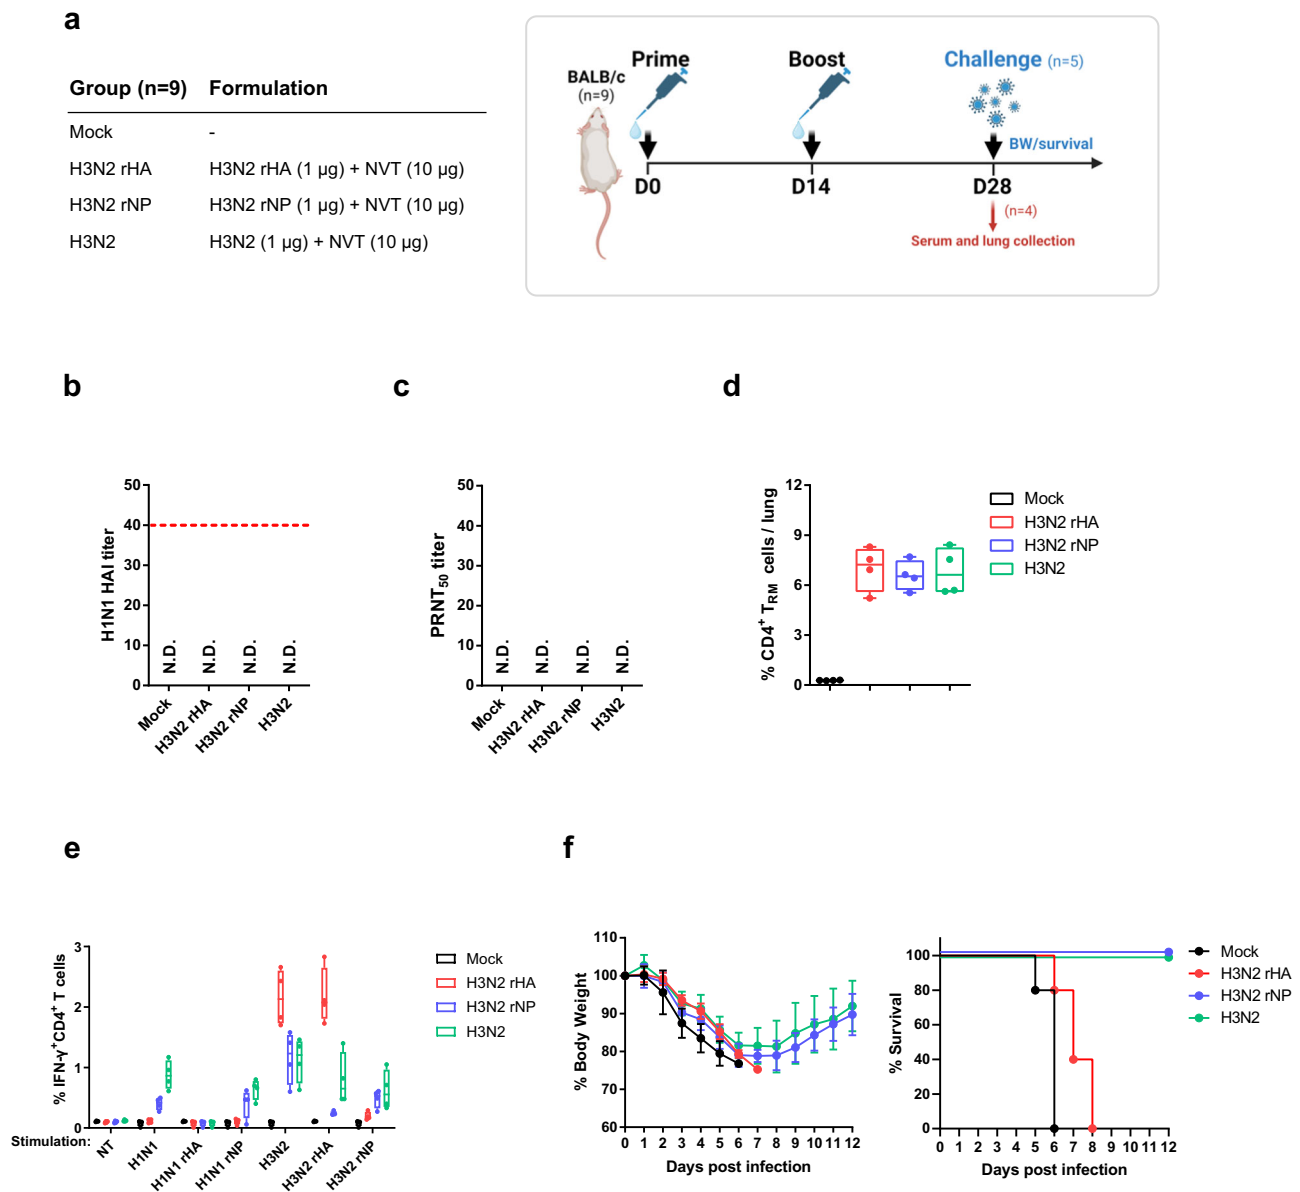 a
Group (n=9) Formulation
Mock -
H3N2 rHA H3N2 rHA (1 µg) + NVT (10 µg)
H3N2 rNP H3N2 rNP (1 µg) + NVT (10 µg)
H3N2 H3N2 (1 µg) + NVT (10 µg)
BALB/c
(n=9)
Prime
Boost
Challenge (n=5)
BW/survival
D0 D14 D28
(n=4)
Serum and lung collection
b
H1N1 HAI titer
50
40
30
20
10
0
N.D. N.D. N.D. N.D.
Mock H3N2 rHA H3N2 rNP H3N2
c
PRNT50 titer
50
40
30
20
10
0
N.D. N.D. N.D. N.D.
Mock H3N2 rHA H3N2 rNP H3N2
d
% CD4+ TRM cells / lung
12
9
6
3
0
Mock
H3N2 rHA
H3N2 rNP
H3N2
e
% IFN-γ+CD4+ T cells
3
2
1
0
Stimulation:
NT H1N1 H1N1 rHA H1N1 rNP H3N2 H3N2 rHA H3N2 rNP
Mock
H3N2 rHA
H3N2 rNP
H3N2
f
% Body Weight
110
100
90
80
70
60
0 1 2 3 4 5 6 7 8 9 10 11 12
Days post infection
% Survival
100
80
60
40
20
0
0 1 2 3 4 5 6 7 8 9 10 11 12
Days post infection
Mock
H3N2 rHA
H3N2 rNP
H3N2